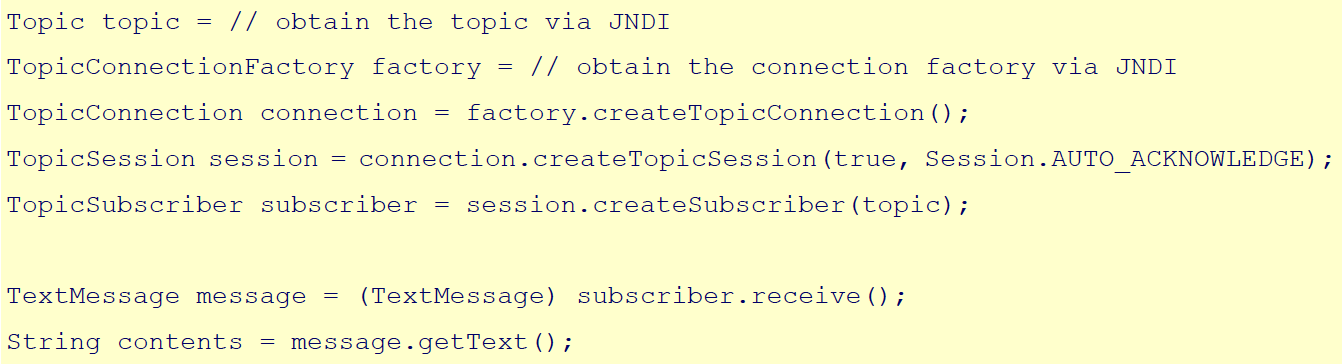 Topic topic = // obtain the topic via JNDI
TopicConnectionFactory factory = // obtain the connection factory via JNDI
TopicConnection connection = factory.createTopicConnection();
TopicSession session = connection.createTopicSession(true, Session.AUTO_ACKNOWLEDGE);
TopicSubscriber subscriber = session.createSubscriber(topic);
TextMessage message = (TextMessage) subscriber.receive();
String contents = message.getText();